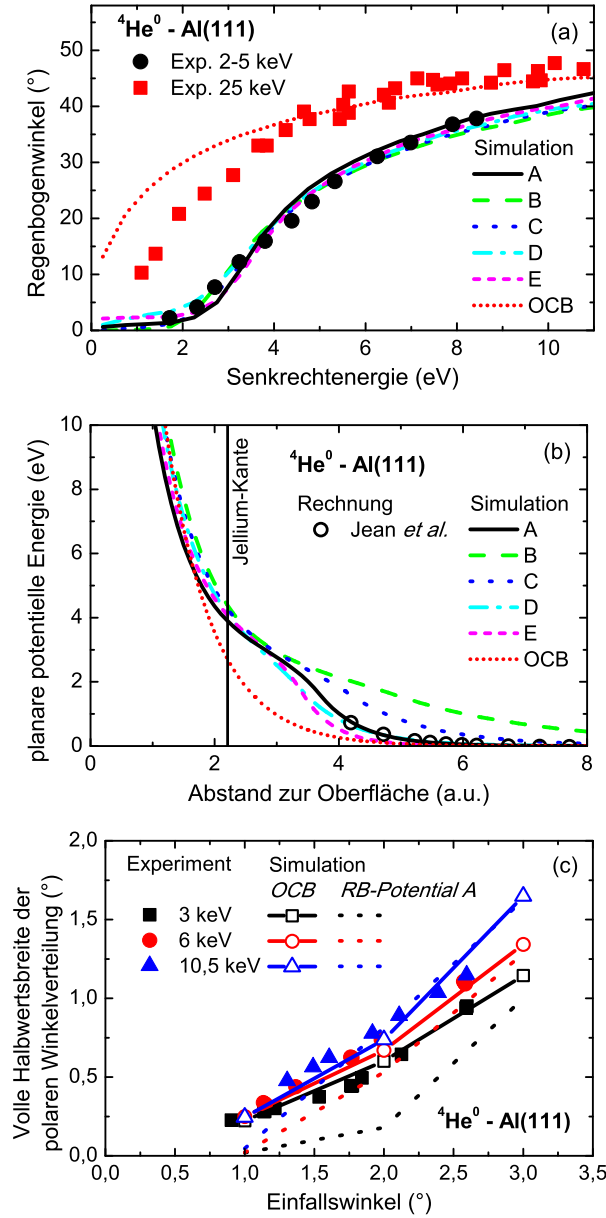 ⁴He⁰ - Al(111)
(a)
Exp. 2-5 keV
Exp. 25 keV
Regenbogenwinkel (°)
50
40
30
20
10
0
Simulation
A
B
C
D
E
OCB
0 2 4 6 8 10
Senkrechtenergie (eV)
planare potentielle Energie (eV)
10
8
6
4
2
0
Jellium-Kante
⁴He⁰ - Al(111)
(b)
Rechnung
Jean et al.
Simulation
A
B
C
D
E
OCB
0 2 4 6 8
Abstand zur Oberfläche (a.u.)
Volle Halbwertsbreite der
polaren Winkelverteilung (°)
2,0
1,5
1,0
0,5
0,0
(c)
Experiment Simulation
OCB RB-Potential A
3 keV
6 keV
10,5 keV
⁴He⁰ - Al(111)
0,0 0,5 1,0 1,5 2,0 2,5 3,0 3,5
Einfallswinkel (°)